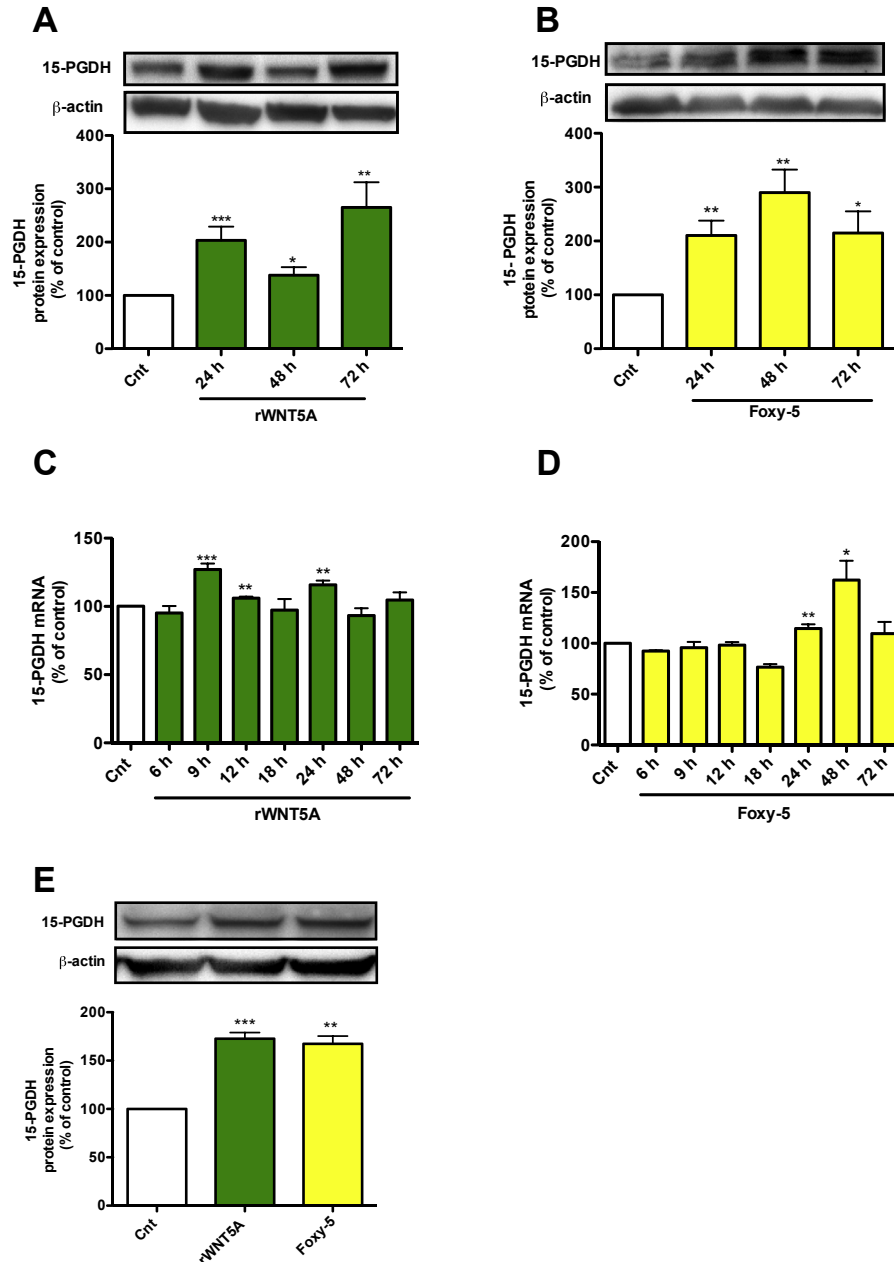 A
15-PGDH
β-actin
15-PGDH
protein expression
(% of control)
400
300
200
100
0
***
*
**
Cnt
24 h
48 h
72 h
rWNT5A
B
15-PGDH
β-actin
15- PGDH
ptotein expression
(% of control)
400
300
200
100
0
**
**
*
Cnt
24 h
48 h
72 h
Foxy-5
C
15-PGDH mRNA
(% of control)
150
100
50
0
***
**
**
Cnt
6 h
9 h
12 h
18 h
24 h
48 h
72 h
rWNT5A
D
15-PGDH mRNA
(% of control)
200
150
100
50
0
**
*
Cnt
6 h
9 h
12 h
18 h
24 h
48 h
72 h
Foxy-5
E
15-PGDH
β-actin
15-PGDH
protein expression
(% of control)
200
150
100
50
0
***
**
Cnt
rWNT5A
Foxy-5